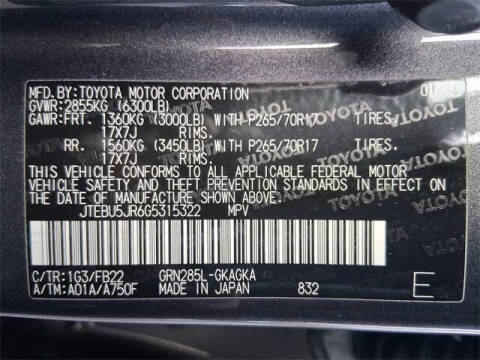 MFD. BY: TOYOTA MOTOR CORPORATION
GVWR: 2855KG (6300LB)
GAWR: FRT. 1360KG (3000LB) WITH P265/70R17 TIRES,
17X7J
RR. 1560KG (3450LB) WITH P265/70R17 TIRES,
17X7J
THIS VEHICLE CONFORMS TO ALL APPLICABLE FEDERAL MOTOR
VEHICLE SAFETY AND THEFT PREVENTION STANDARDS IN EFFECT ON
THE DATE OF MANUFACTURE SHOWN ABOVE.
JTEBU5JR6G5315322 MPV
C/TR: 1G3/FB22 GRN285L-GKAGKA
A/TM: A01A/A750F MADE IN JAPAN 832 E